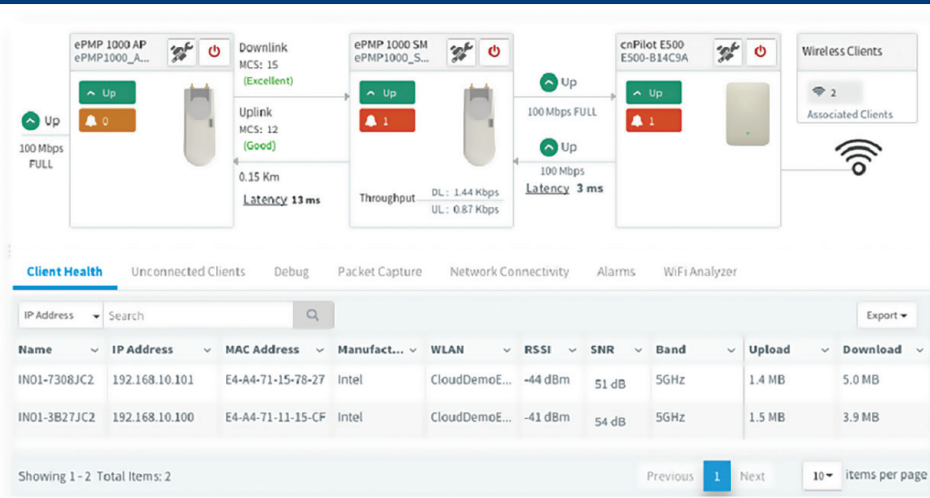 ePMP 1000 AP
ePMP1000_A...
Up
0
Up
100 Mbps
FULL
Downlink
MCS: 15
(Excellent)
Uplink
MCS: 12
(Good)
0.15 Km
Latency 13 ms
ePMP 1000 SM
ePMP1000_S...
Up
1
Throughput
DL : 1.44 Kbps
UL : 0.87 Kbps
Up
100 Mbps FULL
Up
100 Mbps
Latency 3 ms
cnPilot E500
E500-B14C9A
Up
1
Wireless Clients
2
Associated Clients
Client Health Unconnected Clients Debug Packet Capture Network Connectivity Alarms WiFi Analyzer
IP Address Search Export
Name IP Address MAC Address Manufact... WLAN RSSI SNR Band Upload Download
IN01-7308JC2 192.168.10.101 E4-A4-71-15-78-27 Intel CloudDemoE... -44 dBm 51 dB 5GHz 1.4 MB 5.0 MB
IN01-3B27JC2 192.168.10.100 E4-A4-71-11-15-CF Intel CloudDemoE... -41 dBm 54 dB 5GHz 1.5 MB 3.9 MB
Showing 1 - 2 Total Items: 2 Previous 1 Next 10 items per page